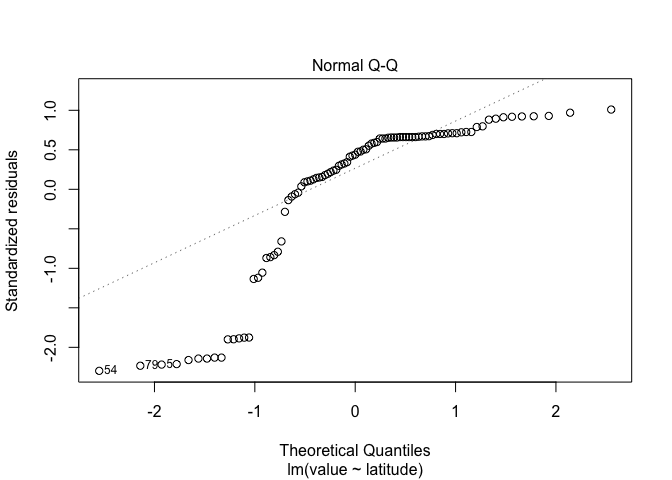 Normal Q-Q
Standardized residuals
1.0
0.5
0.0
-1.0
-2.0
54
79
5
-2 -1 0 1 2
Theoretical Quantiles
lm(value ~ latitude)